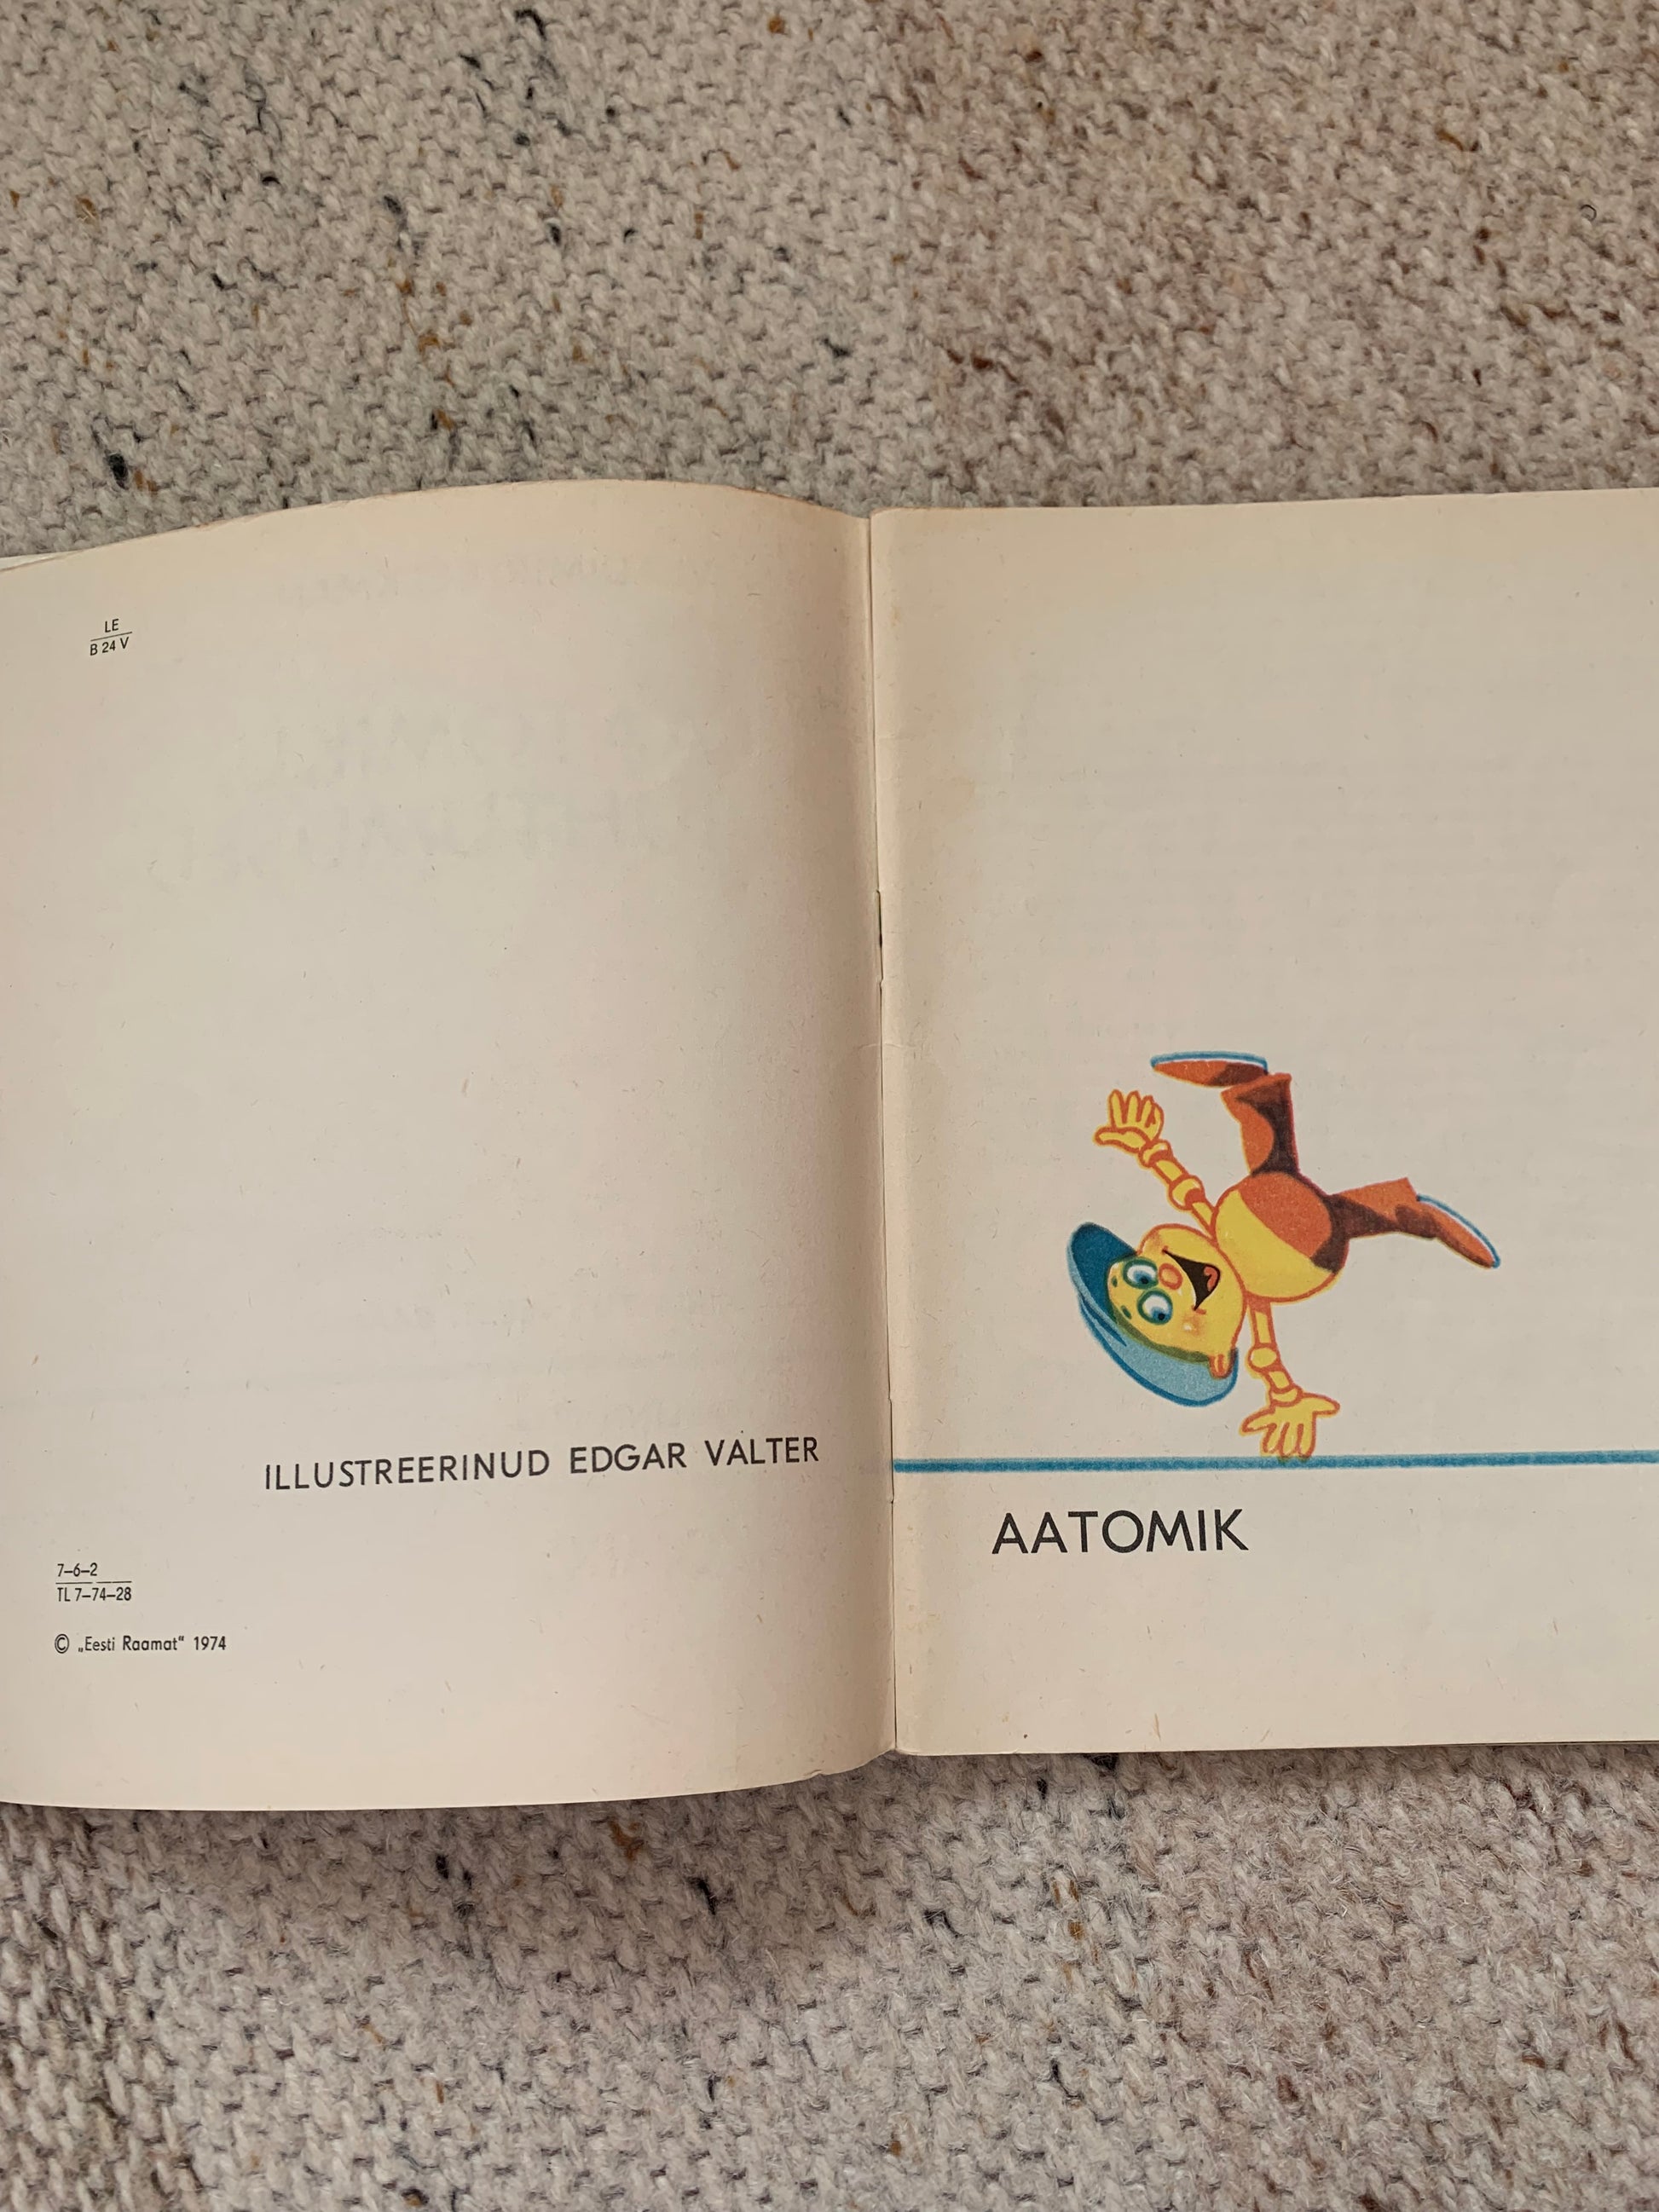 LE
B 24 V
ILLUSTREERINUD EDGAR VALTER
7–6–2
TL 7–74–28
© „Eesti Raamat“ 1974
AATOMIK